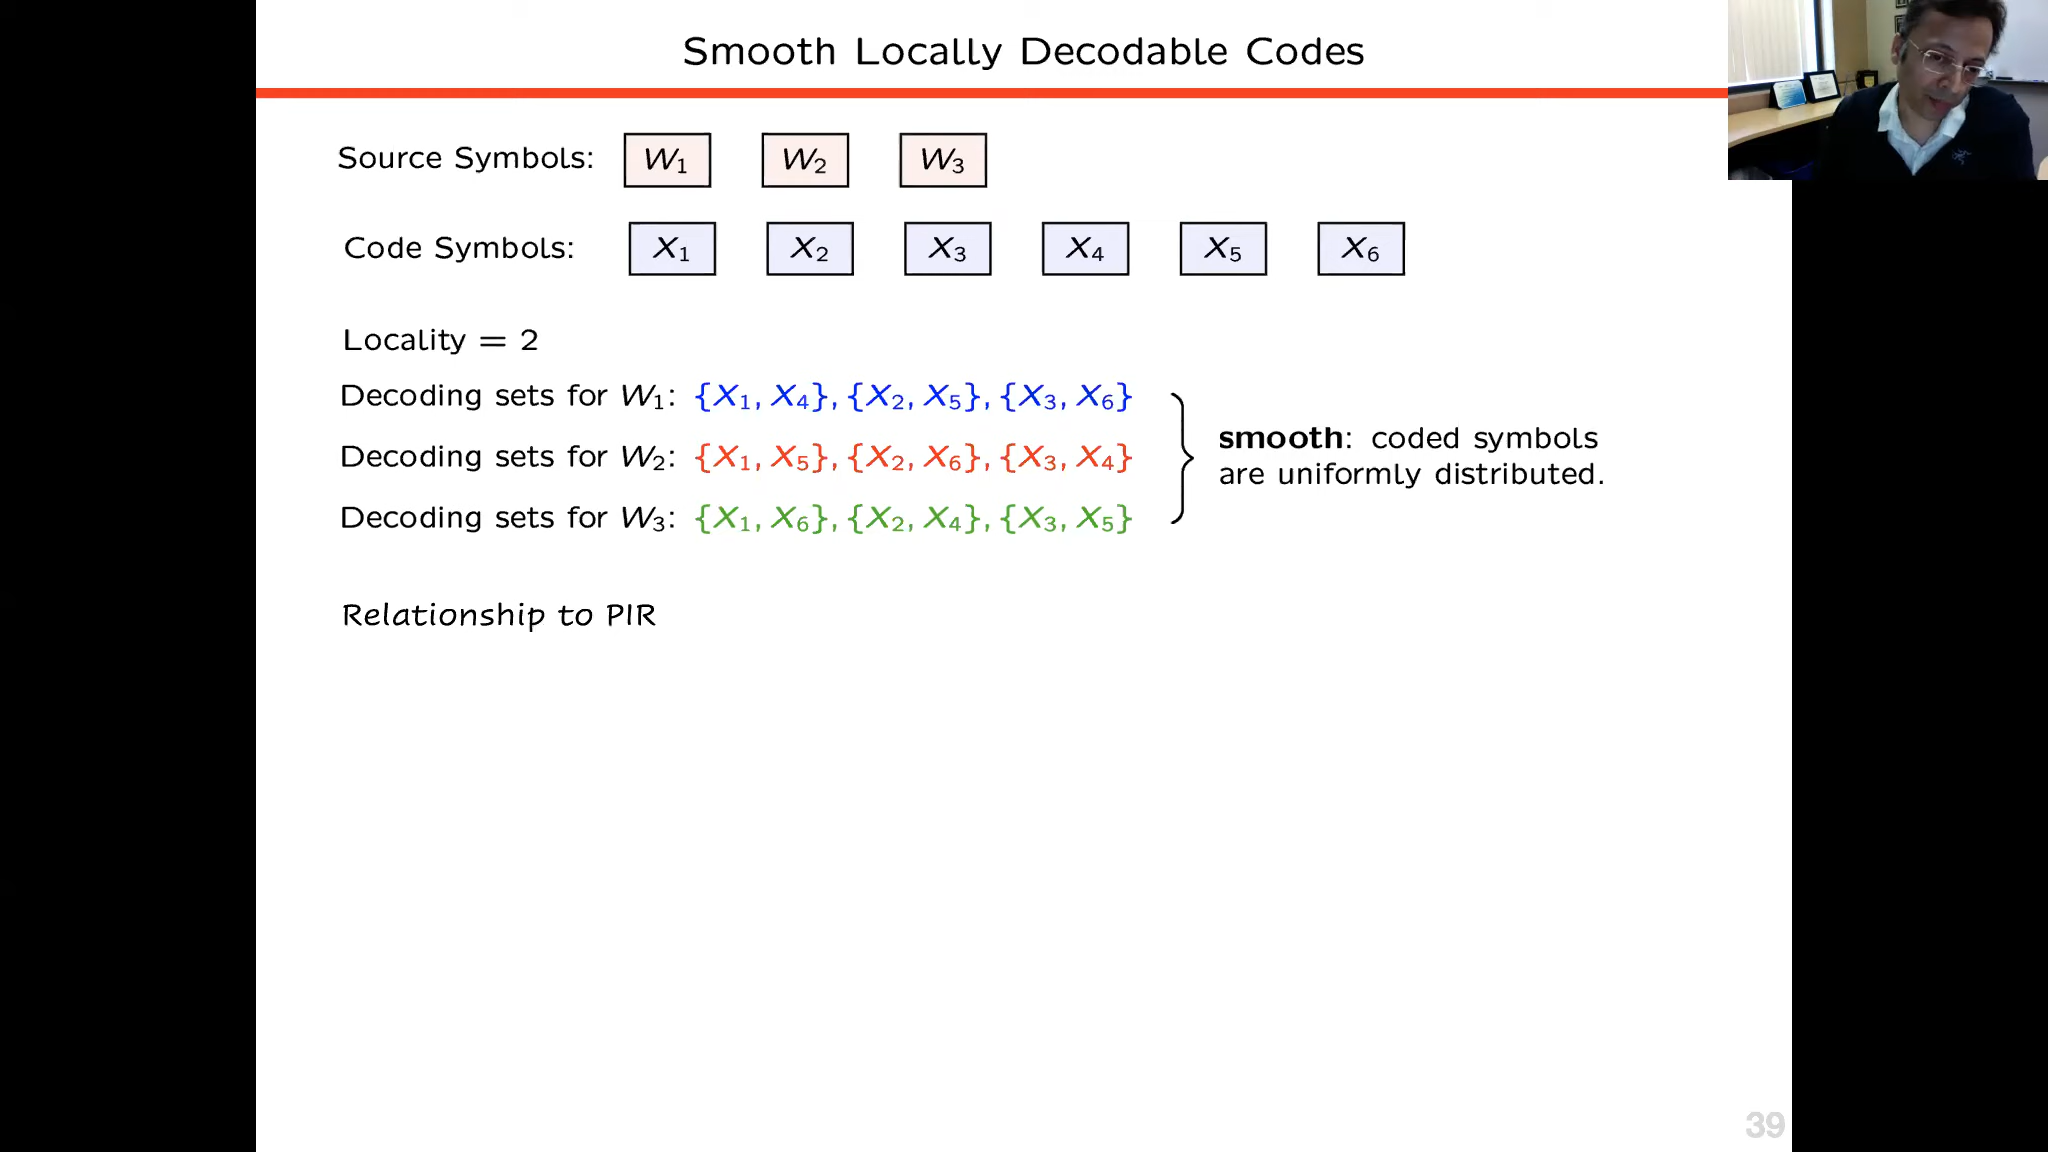 Smooth Locally Decodable Codes
Source Symbols: W₁ W₂ W₃
Code Symbols: X₁ X₂ X₃ X₄ X₅ X₆
Locality = 2
Decoding sets for W₁: {X₁, X₄}, {X₂, X₅}, {X₃, X₆}
Decoding sets for W₂: {X₁, X₅}, {X₂, X₆}, {X₃, X₄}
Decoding sets for W₃: {X₁, X₆}, {X₂, X₄}, {X₃, X₅}
smooth: coded symbols
are uniformly distributed.
Relationship to PIR
39